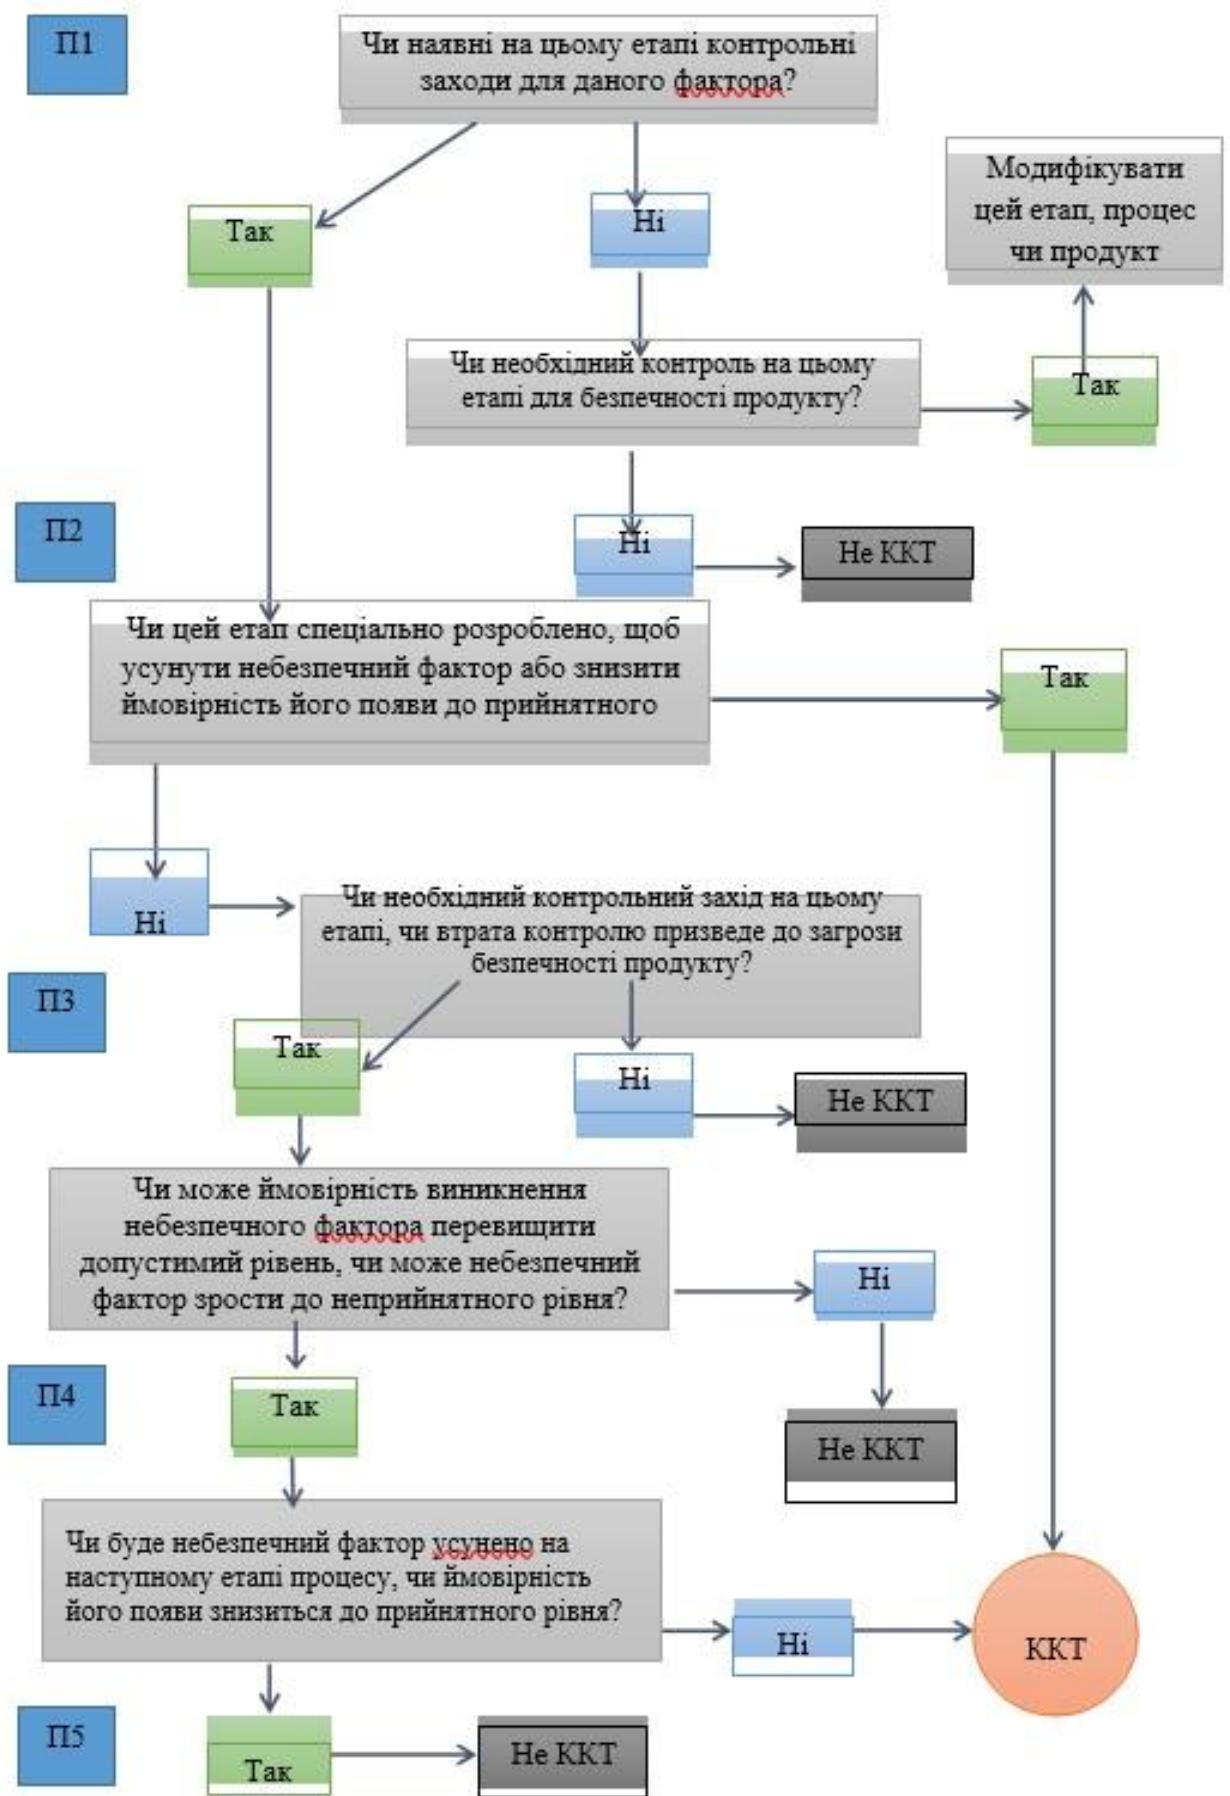 П1
Чи наявні на цьому етапі контрольні
заходи для даного фактора?
Так
Ні
Модифікувати
цей етап, процес
чи продукт
Чи необхідний контроль на цьому
етапі для безпечності продукту?
Так
П2
Ні
Не ККТ
Чи цей етап спеціально розроблено, щоб
усунути небезпечний фактор або знизити
ймовірність його появи до прийнятного
Так
Ні
Чи необхідний контрольний захід на цьому
етапі, чи втрата контролю призведе до загрози
безпечності продукту?
П3
Так
Ні
Не ККТ
Чи може ймовірність виникнення
небезпечного фактора перевищити
допустимий рівень, чи може небезпечний
фактор зрости до неприйнятного рівня?
Ні
П4
Так
Не ККТ
Чи буде небезпечний фактор усунено на
наступному етапі процесу, чи ймовірність
його появи знизиться до прийнятного рівня?
Ні
ККТ
П5
Так
Не ККТ